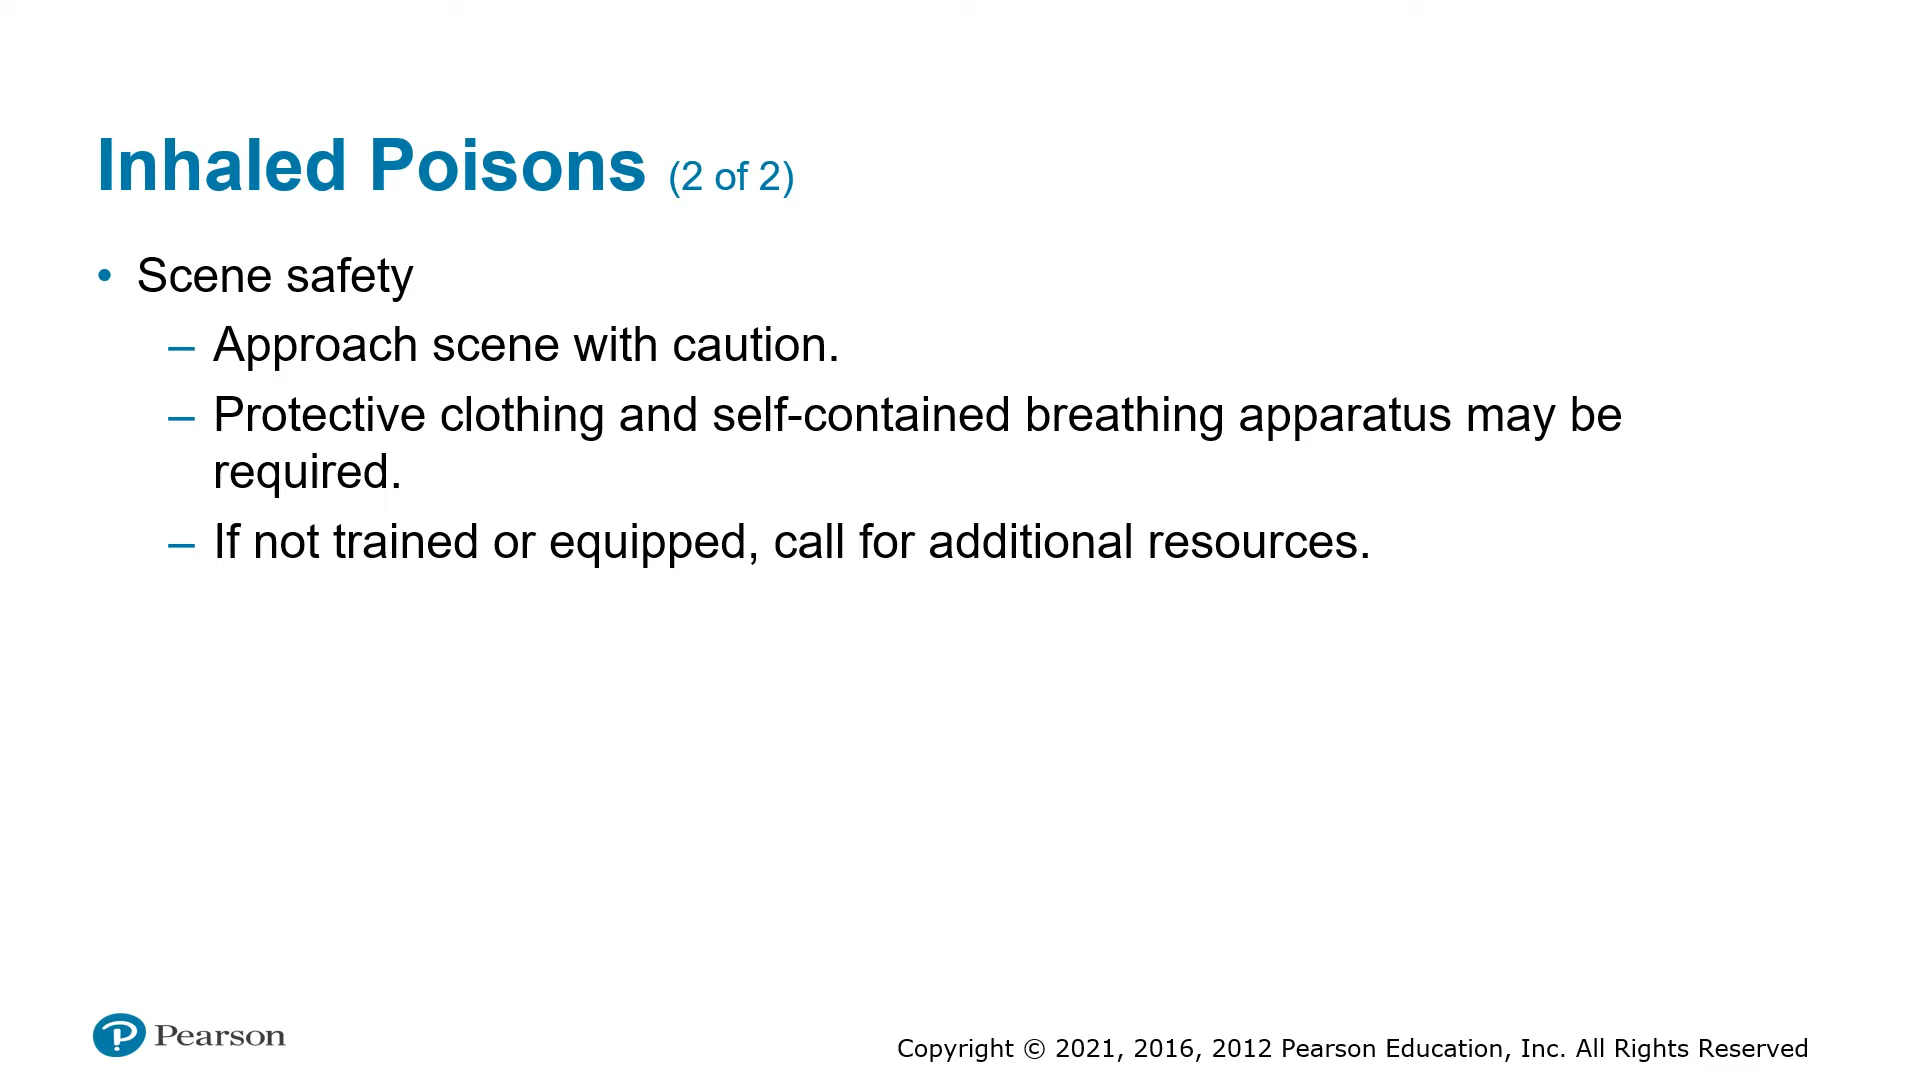 Inhaled Poisons (2 of 2)
• Scene safety
– Approach scene with caution.
– Protective clothing and self-contained breathing apparatus may be
required.
– If not trained or equipped, call for additional resources.
Pearson
Copyright © 2021, 2016, 2012 Pearson Education, Inc. All Rights Reserved